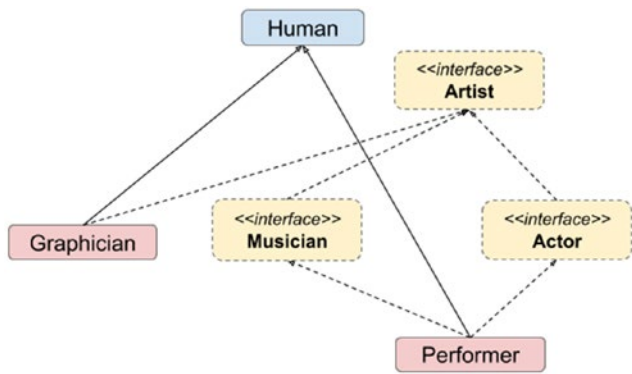 Human
<<interface>>
Artist
Graphician
<<interface>>
Musician
<<interface>>
Actor
Performer